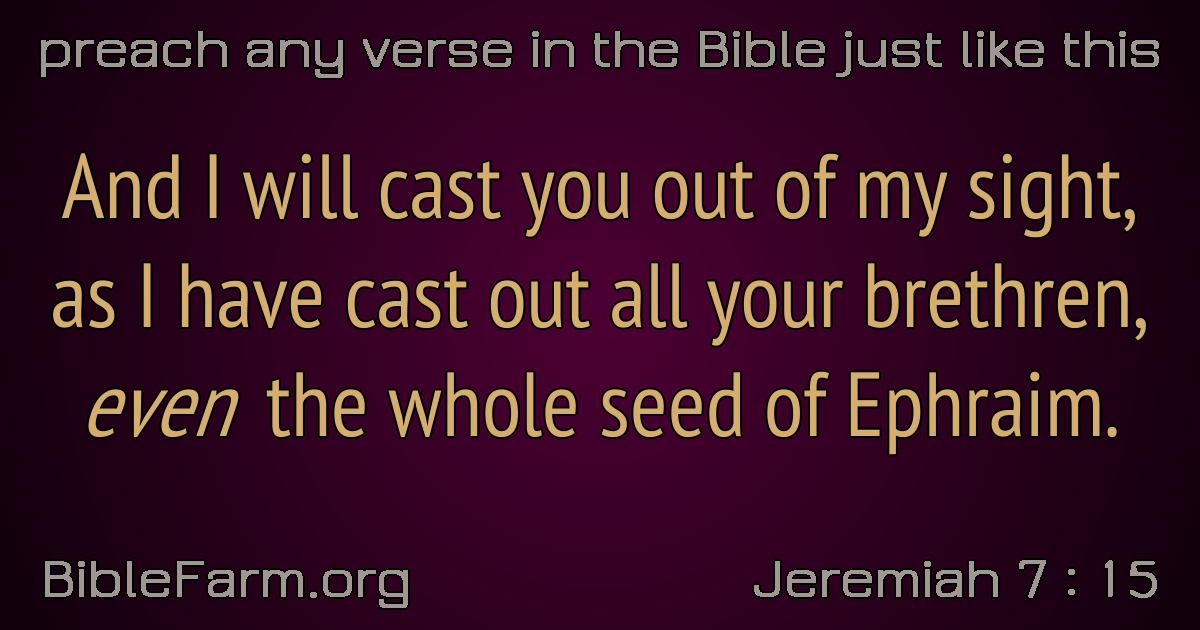 preach any verse in the Bible just like this
And I will cast you out of my sight,
as I have cast out all your brethren,
even the whole seed of Ephraim.
BibleFarm.org
Jeremiah 7 : 15